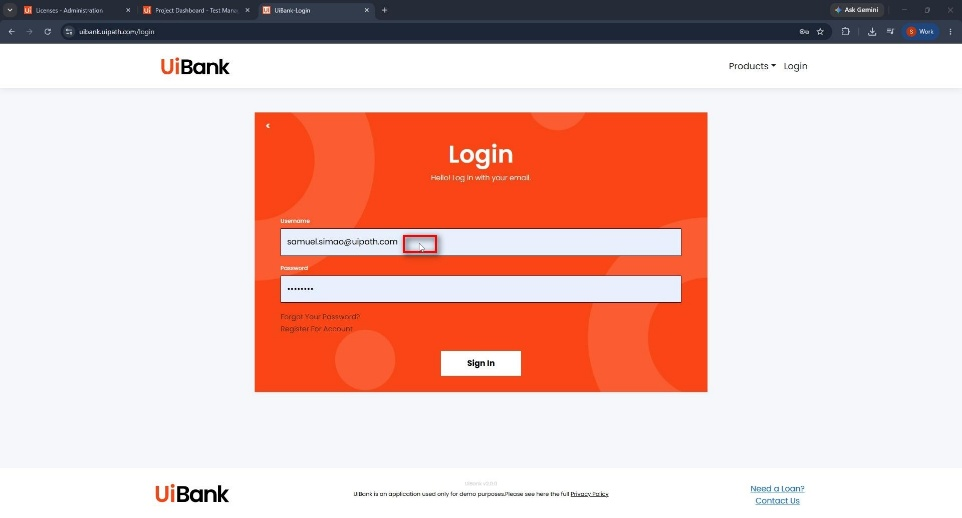 Licenses - Administration
Project Dashboard - Test Mana
UiBank-Login
Ask Gemini
uibank.uipath.com/login
S Work
UiBank
Products
Login
Login
Hello! Log in with your email
Username
samuel.simao@uipath.com
Password
••••••••
Forgot Your Password?
Register For Account
Sign In
UiBank
UiBank is an application used only for demo purposes.Please see here the full Privacy Policy
Need a Loan?
Contact Us